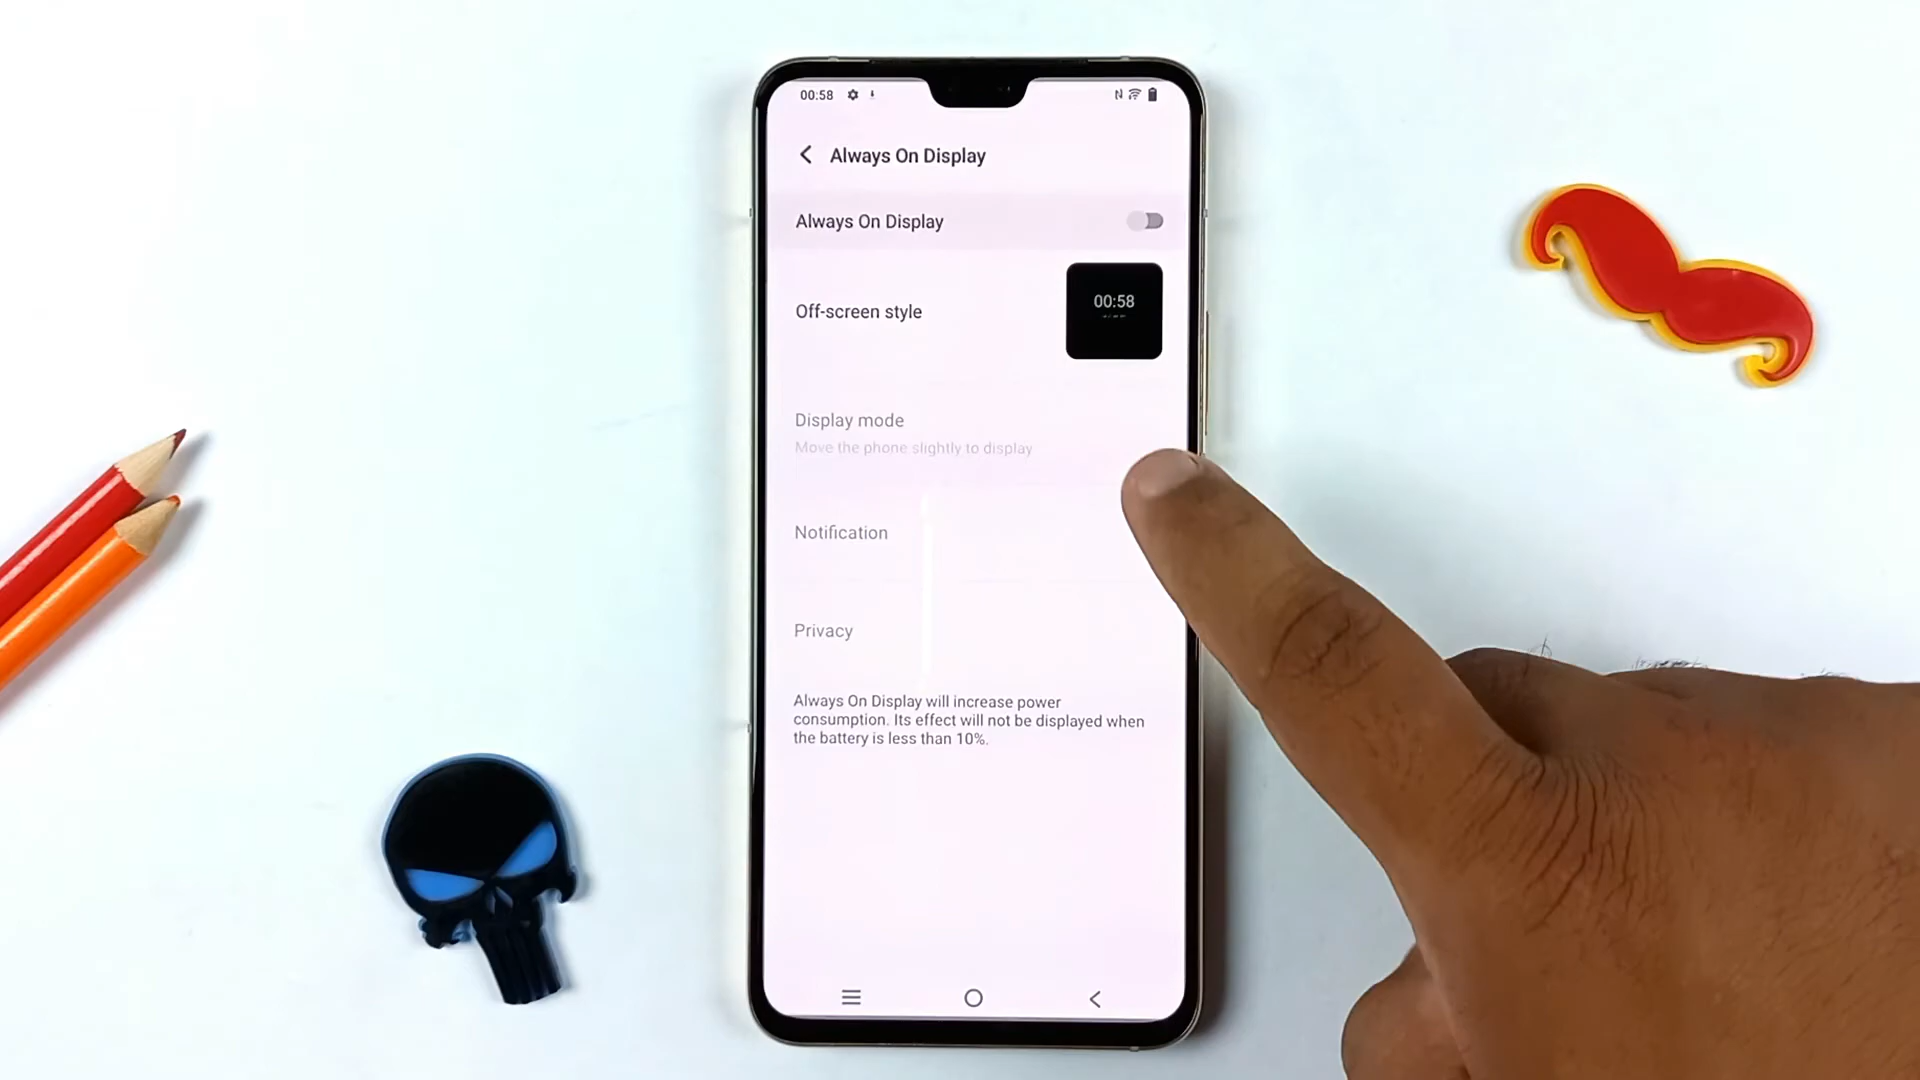 00:58
Always On Display
Always On Display
Off-screen style
00:58
Display mode
Move the phone slightly to display
Notification
Privacy
Always On Display will increase power
consumption. Its effect will not be displayed when
the battery is less than 10%.